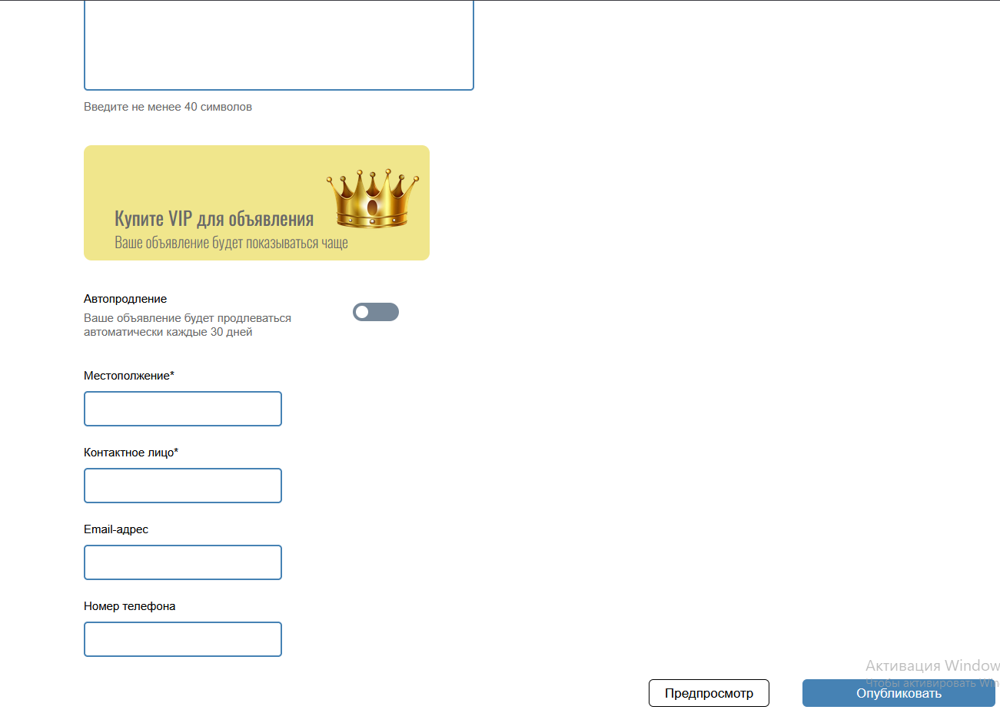 Введите не менее 40 символов
Купите VIP для объявления
Ваше объявление будет показываться чаще
Автопродление
Ваше объявление будет продлеваться
автоматически каждые 30 дней
Местополжение*
Контактное лицо*
Email-адрес
Номер телефона
Активация Window
Чтобы активировать Win
Предпросмотр
Опубликовать